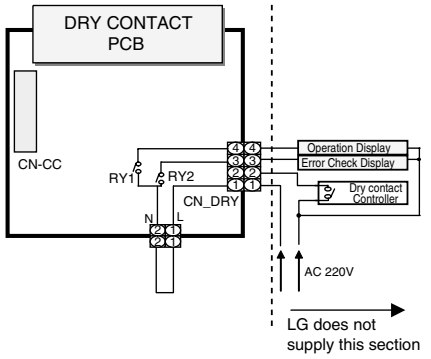 DRY CONTACT
PCB
CN-CC
RY1
RY2
4 4
3 3
2 2
1 1
CN_DRY
N L
2 1
2 1
Operation Display
Error Check Display
Dry contact
Controller
AC 220V
LG does not
supply this section